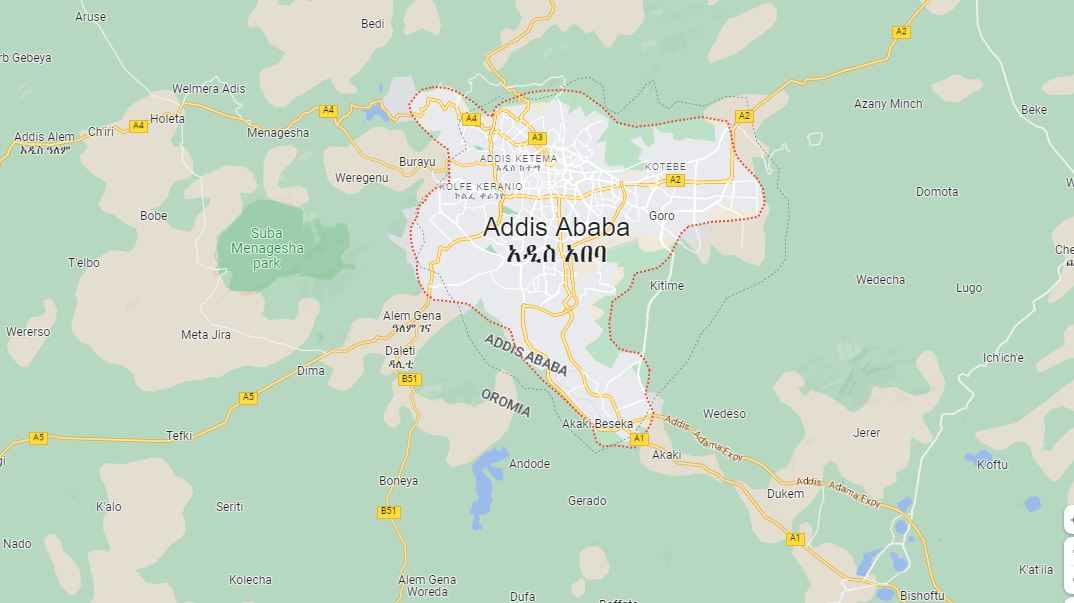 Aruse
Bedi
A2
rb Gebeya
Welmera Adis
Azany Minch'
Beke
A4
A4
A2
Holeta
Addis Alem
አዲስ ዓለም
Ch'iri
A4
Menagesha
A3
ADDIS KETEMA
አዲስ ከተማ
Burayu
KOTEBE
Weregenu
A2
KOLFE KERANIO
ኮልፌ ቀራንዮ
Domota
Bobe
Goro
Addis Ababa
አዲስ አበባ
Suba
Menagesha
park
T'elbo
Che
Kitime
Wedecha
Lugo
Alem Gena
ዓለም ገና
Wererso
Meta Jira
ADDIS ABABA
Daleti
ዳሊቲ
Ich'ich'e
Dima
B51
A5
OROMIA
Wedeso
Akaki Beseka
A5
Tefki
A1
Addis - Adama Expy
Jerer
Akaki
Andode
K'oftu
Boneya
Addis - Adama Expy
Dukem
K'alo
Seriti
Gerado
B51
A1
Nado
Kolecha
Alem Gena
Woreda
K'at'ila
Dufa
Bishoftu